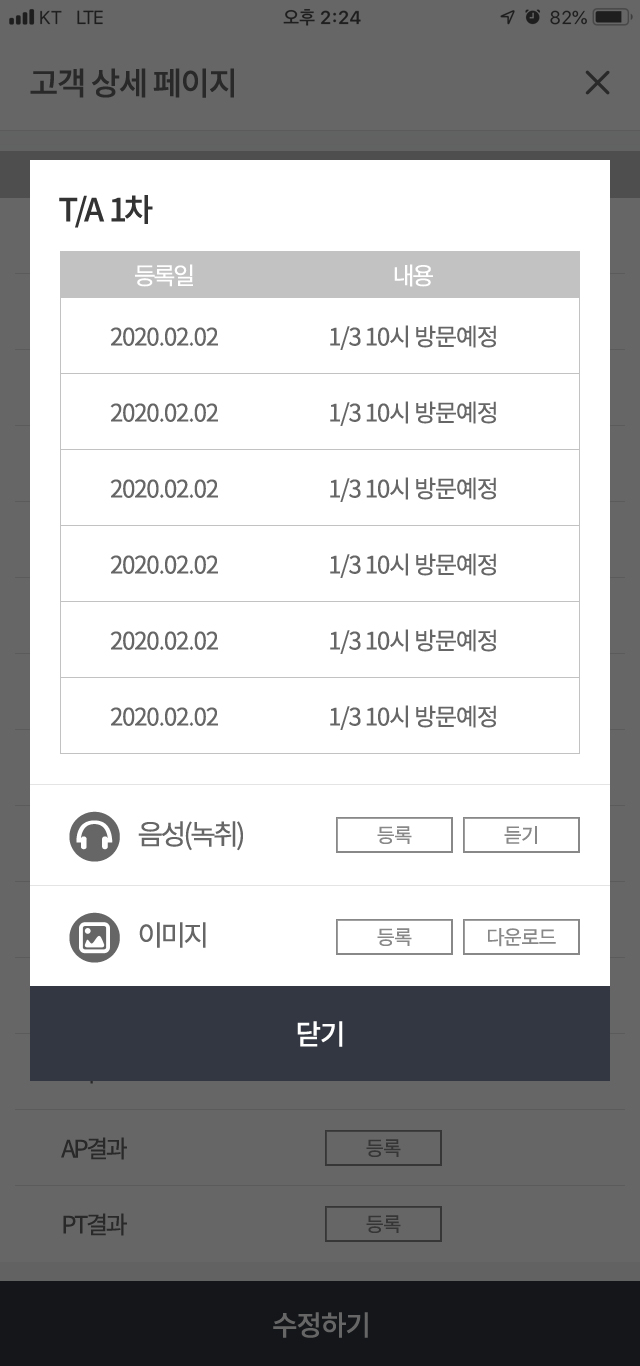 KT LTE 오후 2:24 82%
고객 상세 페이지
T/A 1차
등록일 내용
2020.02.02 1/3 10시 방문예정
2020.02.02 1/3 10시 방문예정
2020.02.02 1/3 10시 방문예정
2020.02.02 1/3 10시 방문예정
2020.02.02 1/3 10시 방문예정
2020.02.02 1/3 10시 방문예정
음성(녹취) 등록 듣기
이미지 등록 다운로드
닫기
AP결과 등록
PT결과 등록
수정하기